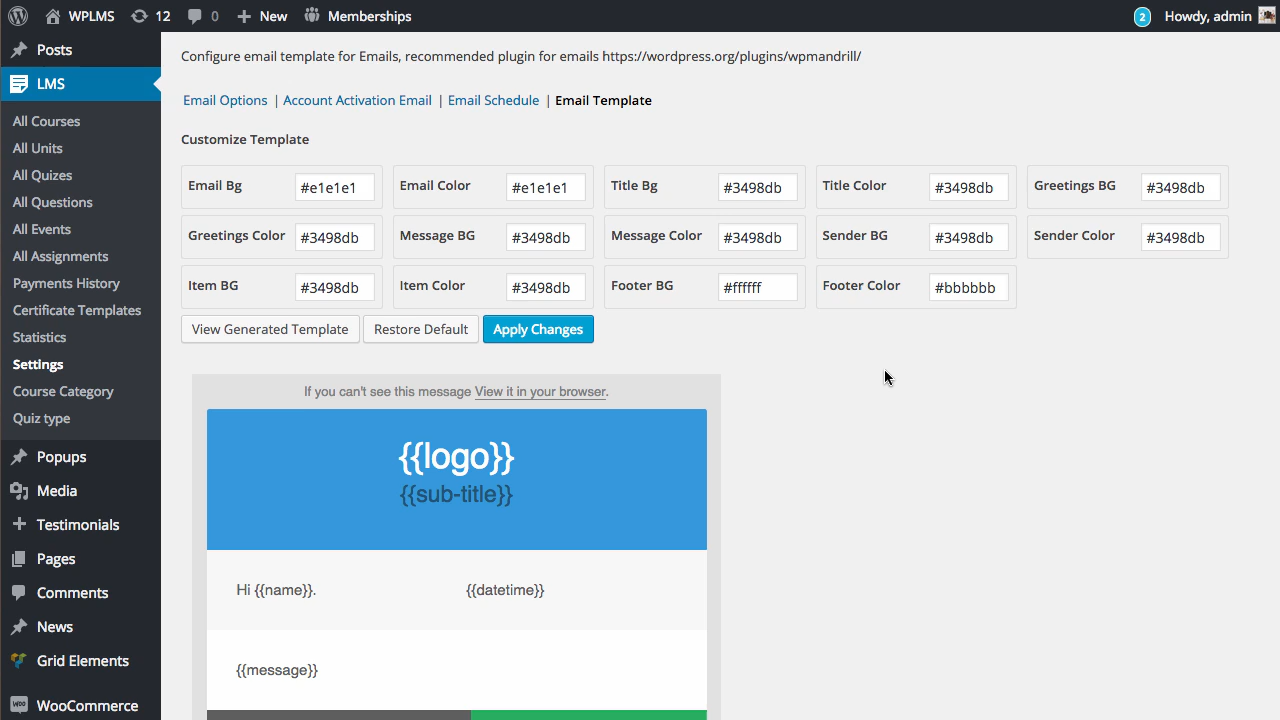 WPLMS 12 0 New Memberships 2 Howdy, admin
Posts
LMS
All Courses
All Units
All Quizes
All Questions
All Events
All Assignments
Payments History
Certificate Templates
Statistics
Settings
Course Category
Quiz type
Popups
Media
Testimonials
Pages
Comments
News
Grid Elements
WooCommerce
Configure email template for Emails, recommended plugin for emails https://wordpress.org/plugins/wpmandrill/
Email Options | Account Activation Email | Email Schedule | Email Template
Customize Template
Email Bg #e1e1e1 Email Color #e1e1e1 Title Bg #3498db Title Color #3498db Greetings BG #3498db
Greetings Color #3498db Message BG #3498db Message Color #3498db Sender BG #3498db Sender Color #3498db
Item BG #3498db Item Color #3498db Footer BG #ffffff Footer Color #bbbbbb
View Generated Template Restore Default Apply Changes
If you can't see this message View it in your browser.
{{logo}}
{{sub-title}}
Hi {{name}}. {{datetime}}
{{message}}